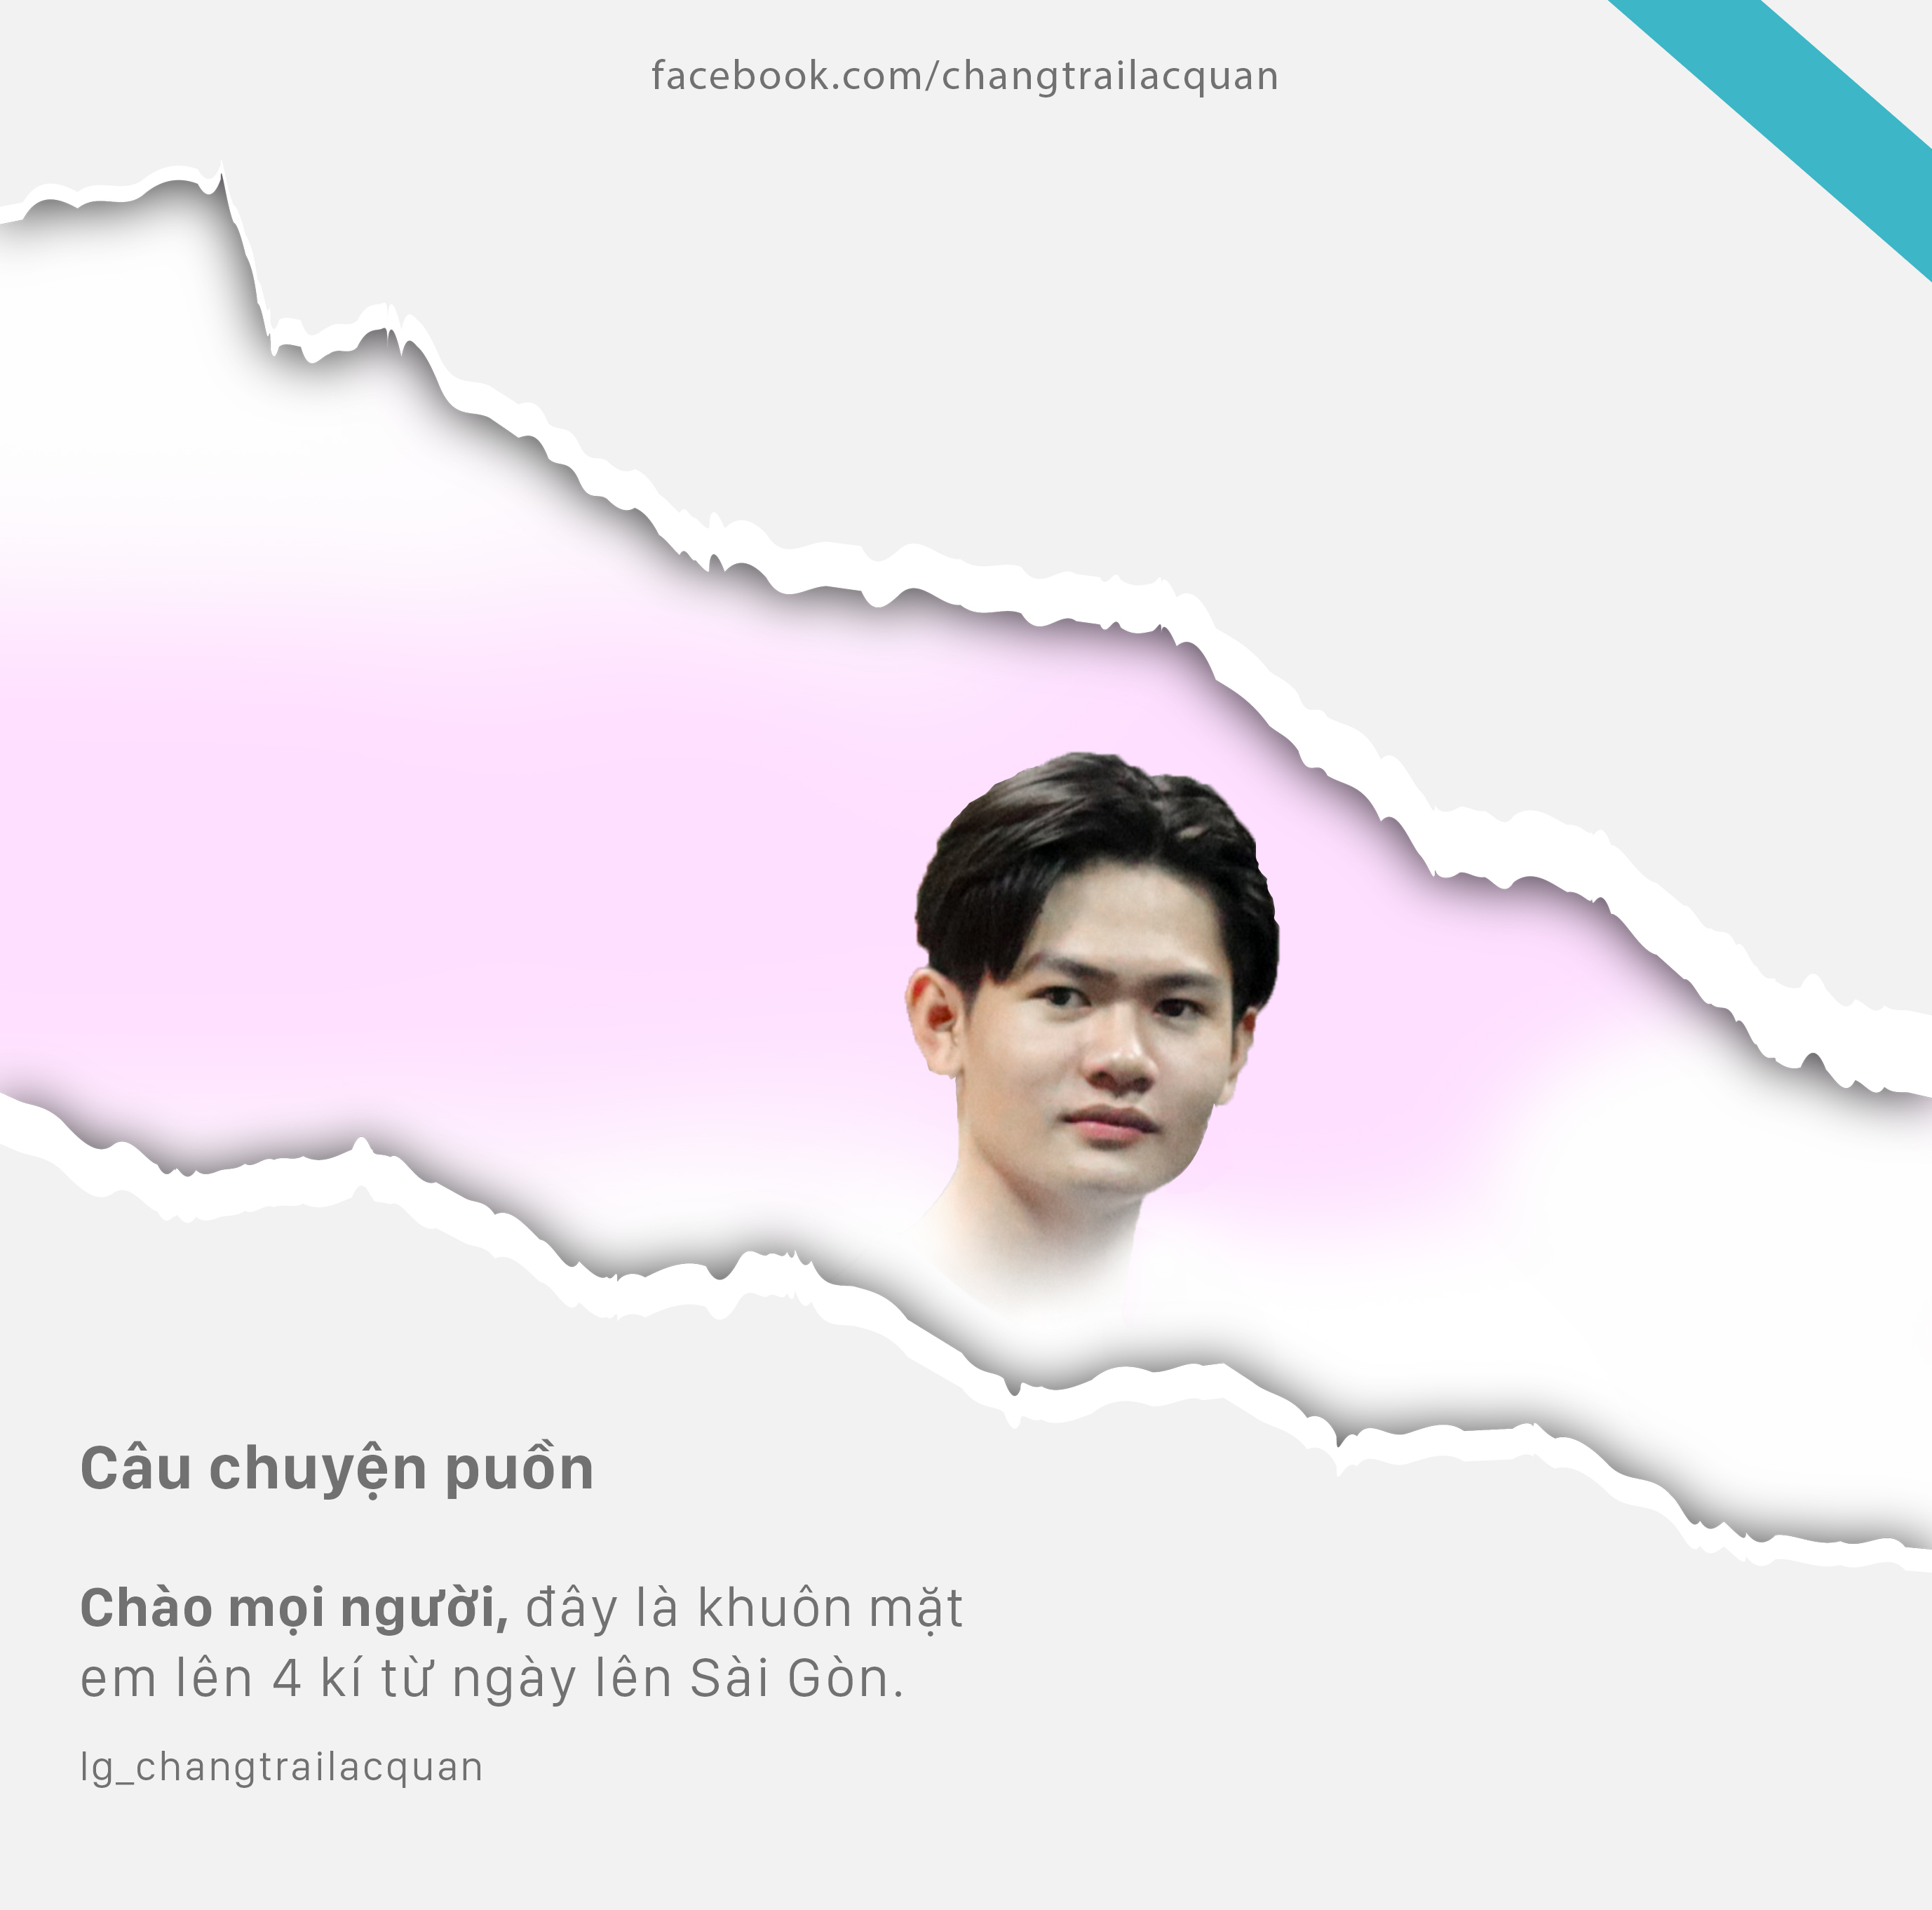 facebook.com/changtrailacquan
Câu chuyện puồn
Chào mọi người, đây là khuôn mặt
em lên 4 kí từ ngày lên Sài Gòn.
Ig_changtrailacquan